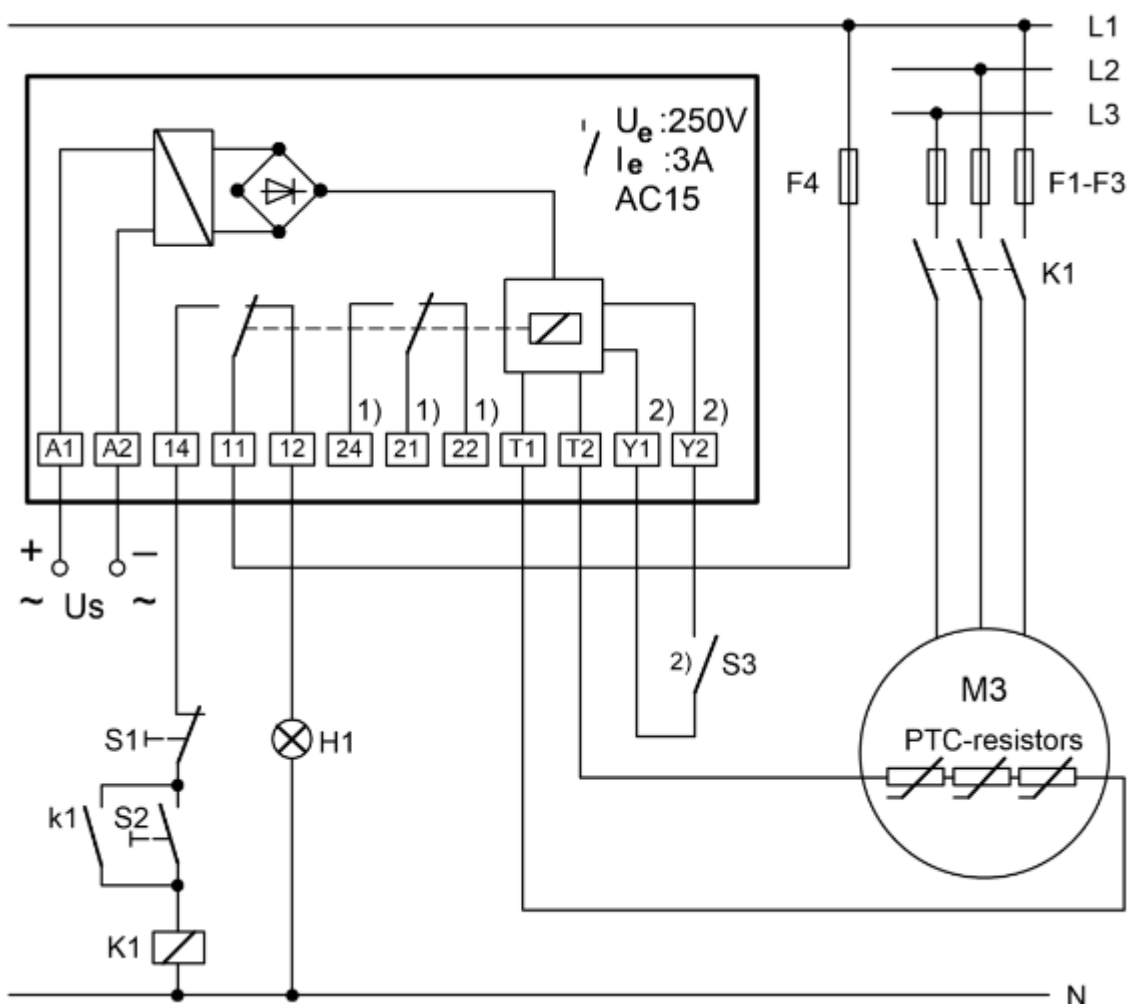 L1
L2
L3
Ue :250V
Ie :3A
AC15
F4
F1-F3
K1
1) 1) 1) 2) 2)
A1 A2 14 11 12 24 21 22 T1 T2 Y1 Y2
+ –
~ Us ~
2) S3
M3
PTC-resistors
S1
H1
k1 S2
K1
N